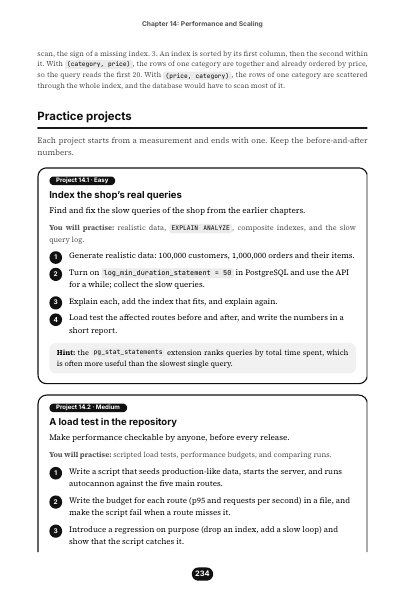 Chapter 14: Performance and Scaling
scan, the sign of a missing index. 3. An index is sorted by its first column, then the second within
it. With (category, price), the rows of one category are together and already ordered by price,
so the query reads the first 20. With (price, category), the rows of one category are scattered
through the whole index, and the database would have to scan most of it.
Practice projects
Each project starts from a measurement and ends with one. Keep the before-and-after
numbers.
Project 14.1 · Easy
Index the shop's real queries
Find and fix the slow queries of the shop from the earlier chapters.
You will practise: realistic data, EXPLAIN ANALYZE, composite indexes, and the slow
query log.
1 Generate realistic data: 100,000 customers, 1,000,000 orders and their items.
2 Turn on log_min_duration_statement = 50 in PostgreSQL and use the API
for a while; collect the slow queries.
3 Explain each, add the index that fits, and explain again.
4 Load test the affected routes before and after, and write the numbers in a
short report.
Hint: the pg_stat_statements extension ranks queries by total time spent, which
is often more useful than the slowest single query.
Project 14.2 · Medium
A load test in the repository
Make performance checkable by anyone, before every release.
You will practise: scripted load tests, performance budgets, and comparing runs.
1 Write a script that seeds production-like data, starts the server, and runs
autocannon against the five main routes.
2 Write the budget for each route (p95 and requests per second) in a file, and
make the script fail when a route misses it.
3 Introduce a regression on purpose (drop an index, add a slow loop) and
show that the script catches it.
234